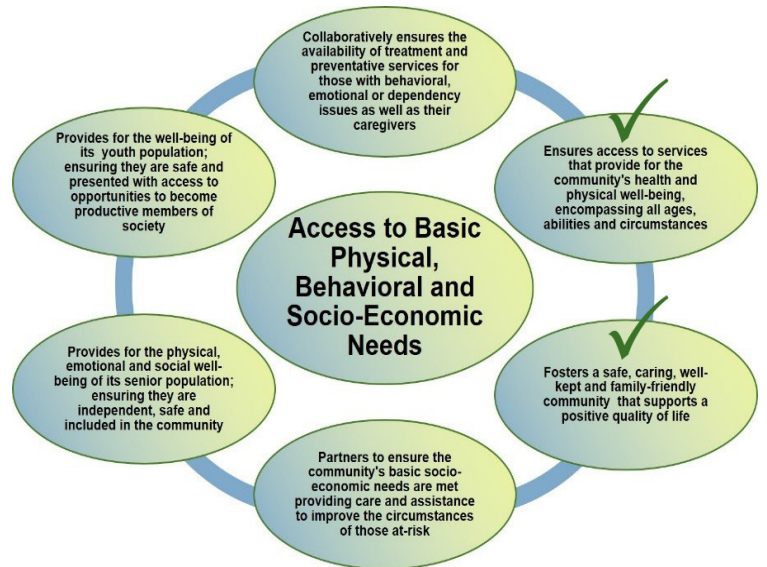 Collaboratively ensures the
availability of treatment and
preventative services for
those with behavioral,
emotional or dependency
issues as well as their
caregivers
Ensures access to services
that provide for the
community's health and
physical well-being,
encompassing all ages,
abilities and circumstances
Fosters a safe, caring, well-
kept and family-friendly
community that supports a
positive quality of life
Partners to ensure the
community's basic socio-
economic needs are met
providing care and assistance
to improve the circumstances
of those at-risk
Provides for the physical,
emotional and social well-
being of its senior population;
ensuring they are
independent, safe and
included in the community
Provides for the well-being of
its youth population;
ensuring they are safe and
presented with access to
opportunities to become
productive members of
society
Access to Basic
Physical,
Behavioral and
Socio-Economic
Needs